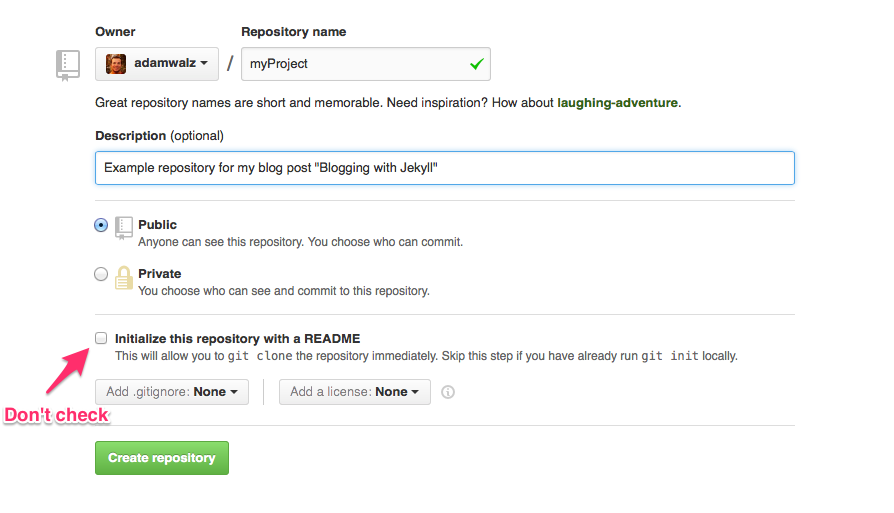 Owner Repository name
adamwalz / myProject
Great repository names are short and memorable. Need inspiration? How about laughing-adventure.
Description (optional)
Example repository for my blog post "Blogging with Jekyll"
Public
Anyone can see this repository. You choose who can commit.
Private
You choose who can see and commit to this repository.
Initialize this repository with a README
This will allow you to git clone the repository immediately. Skip this step if you have already run git init locally.
Add .gitignore: None Add a license: None
Don't check
Create repository